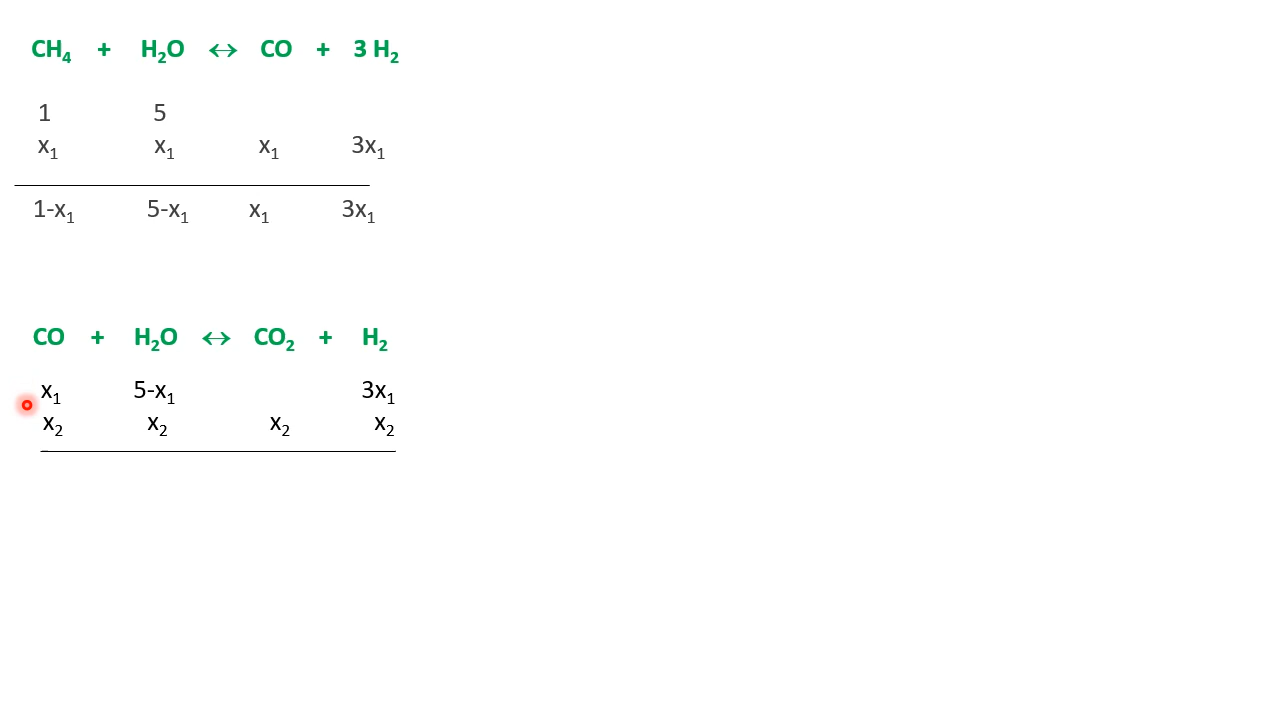 CH₄ + H₂O ↔ CO + 3 H₂
1 5
x₁ x₁ x₁ 3x₁
1-x₁ 5-x₁ x₁ 3x₁
CO + H₂O ↔ CO₂ + H₂
x₁ 5-x₁ 3x₁
x₂ x₂ x₂ x₂